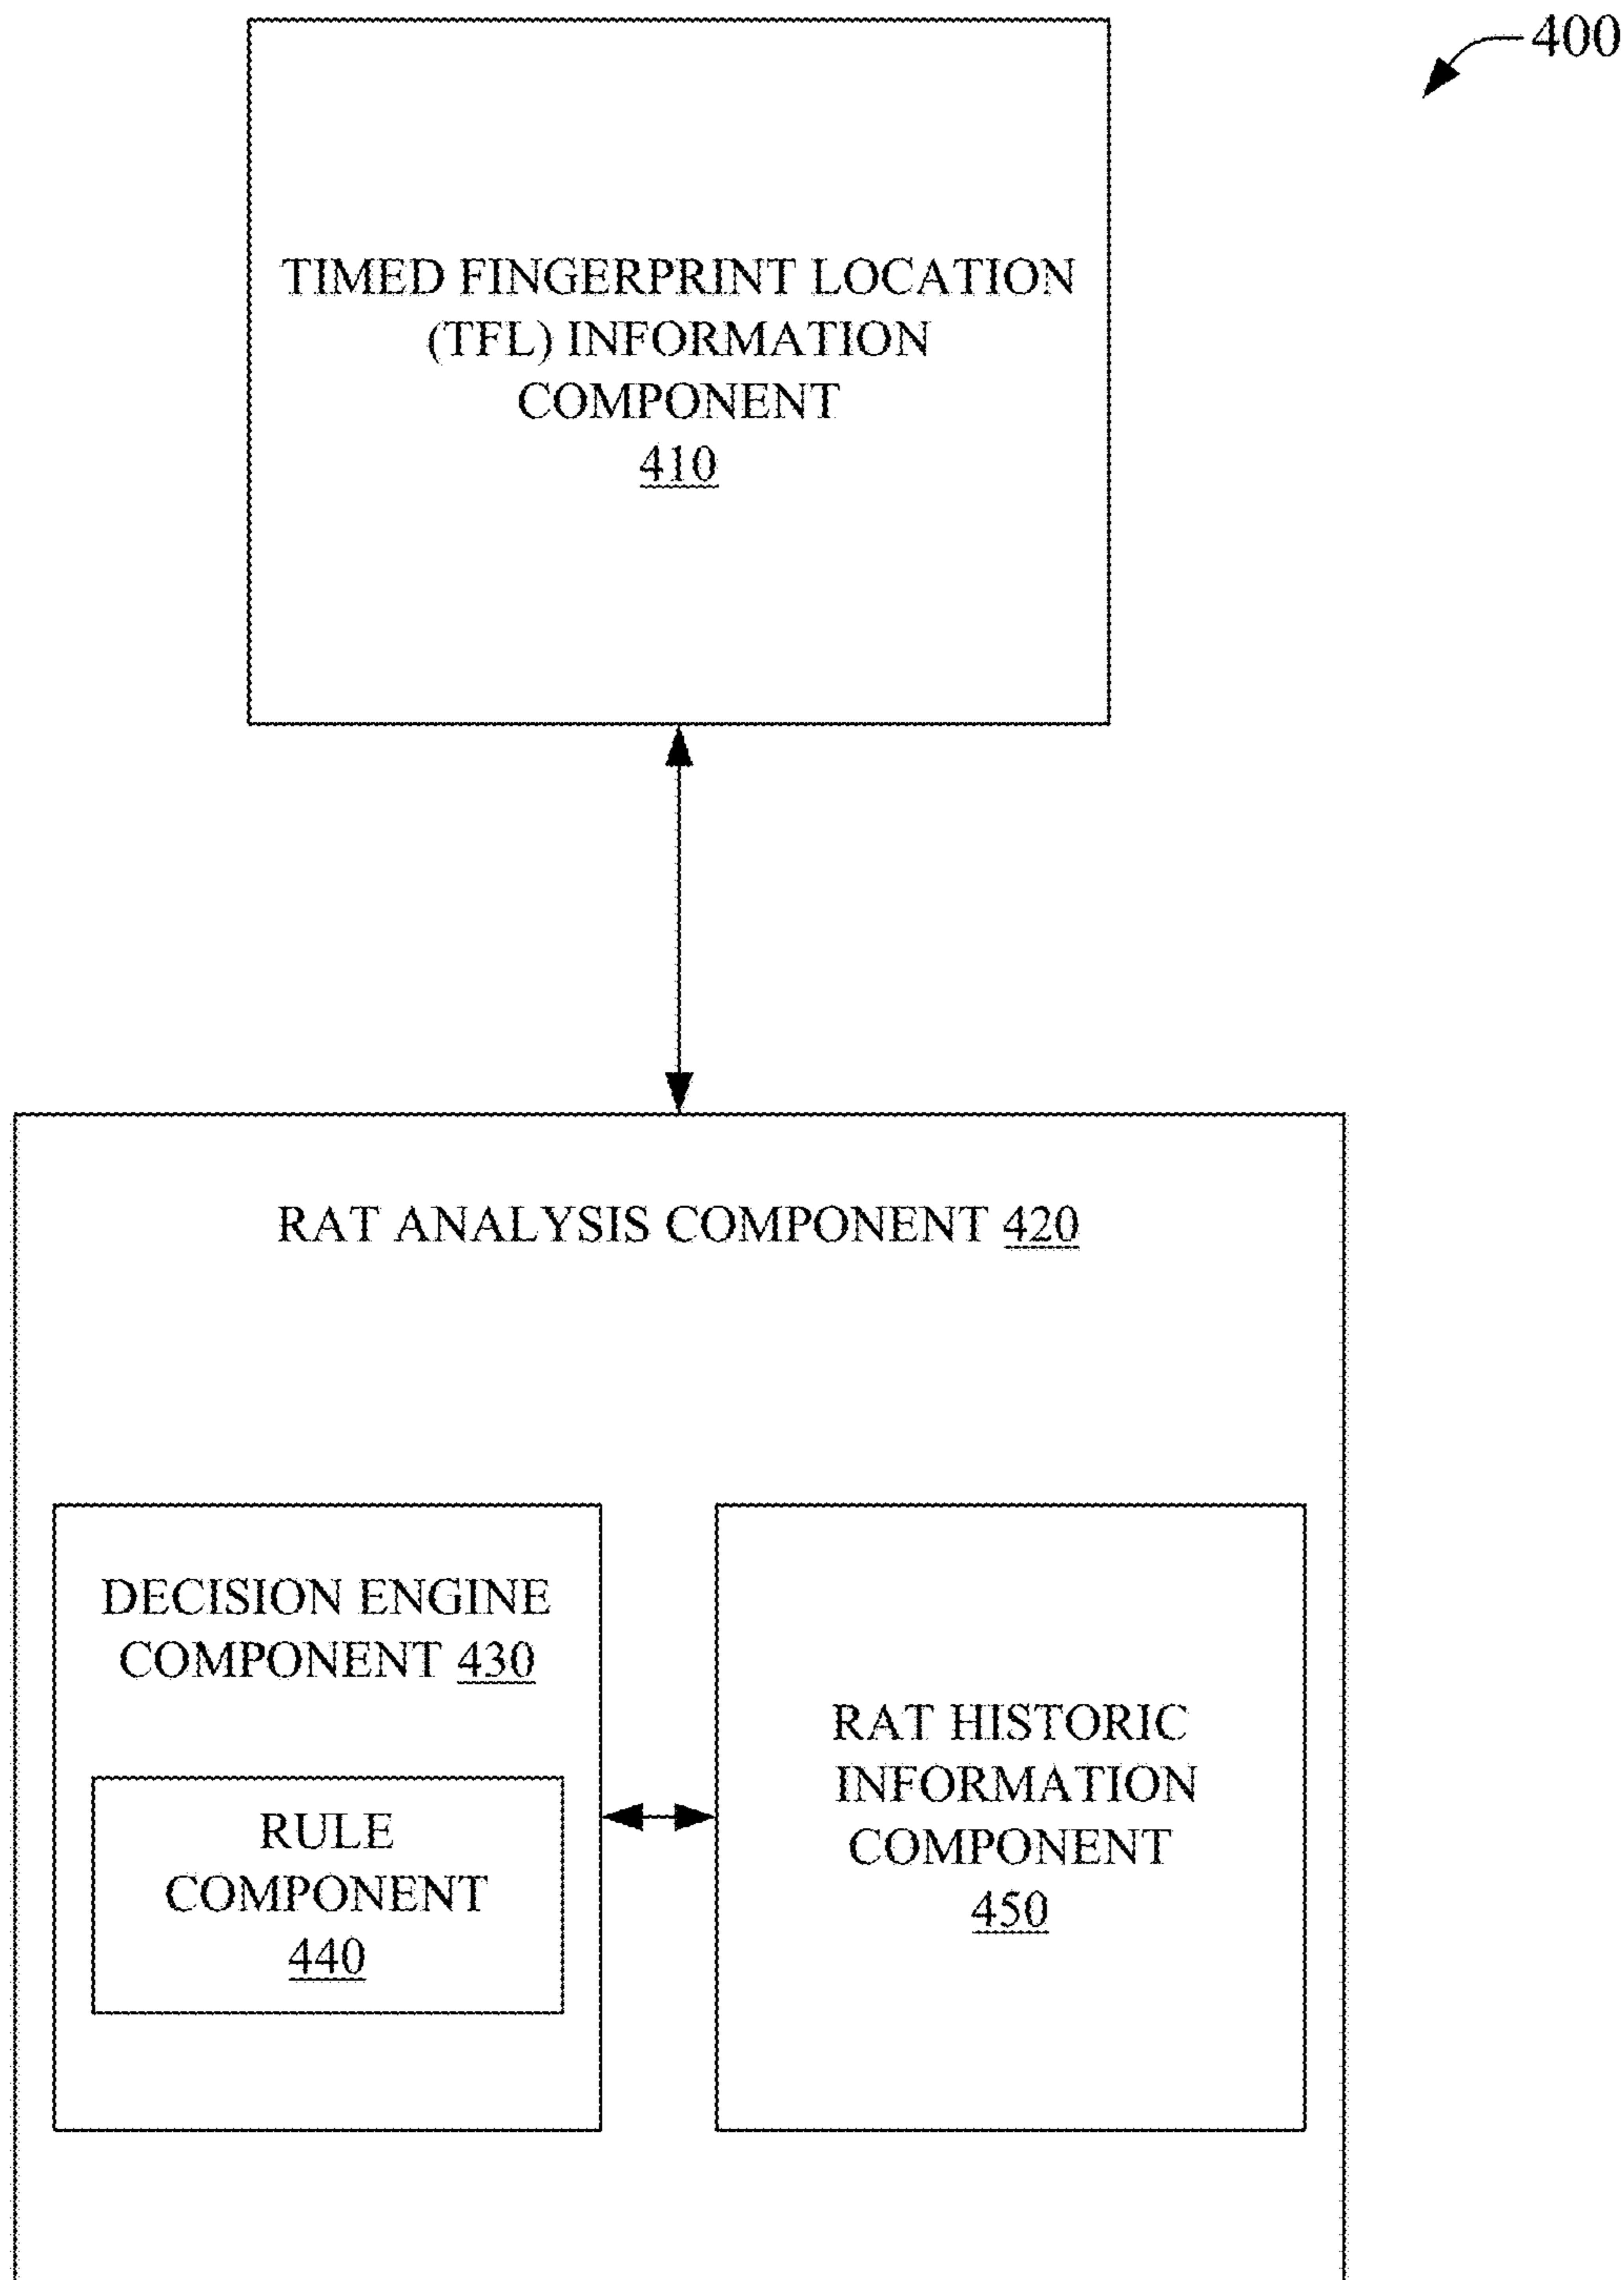 400
TIMED FINGERPRINT LOCATION
(TFL) INFORMATION
COMPONENT
410
RAT ANALYSIS COMPONENT 420
DECISION ENGINE
COMPONENT 430
RULE
COMPONENT
440
RAT HISTORIC
INFORMATION
COMPONENT
450